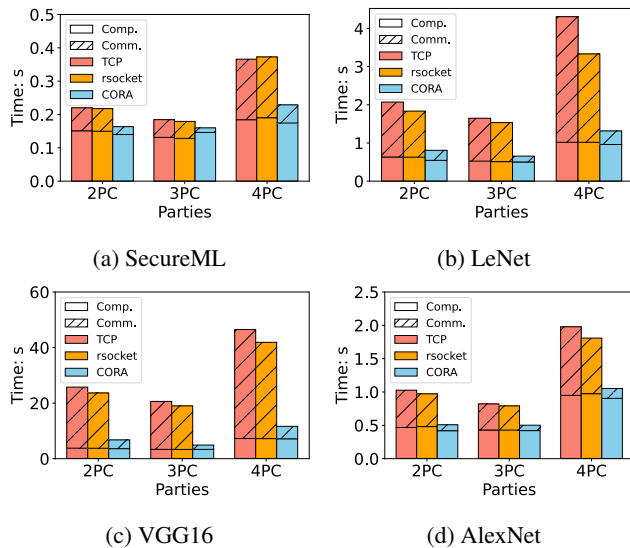 0.5
0.4
0.3
0.2
0.1
0.0
Time: s
Comp.
Comm.
TCP
rsocket
CORA
2PC
3PC
4PC
Parties
(a) SecureML
4
3
2
1
0
Time: s
Comp.
Comm.
TCP
rsocket
CORA
2PC
3PC
4PC
Parties
(b) LeNet
60
40
20
0
Time: s
Comp.
Comm.
TCP
rsocket
CORA
2PC
3PC
4PC
Parties
(c) VGG16
2.5
2.0
1.5
1.0
0.5
0.0
Time: s
Comp.
Comm.
TCP
rsocket
CORA
2PC
3PC
4PC
Parties
(d) AlexNet